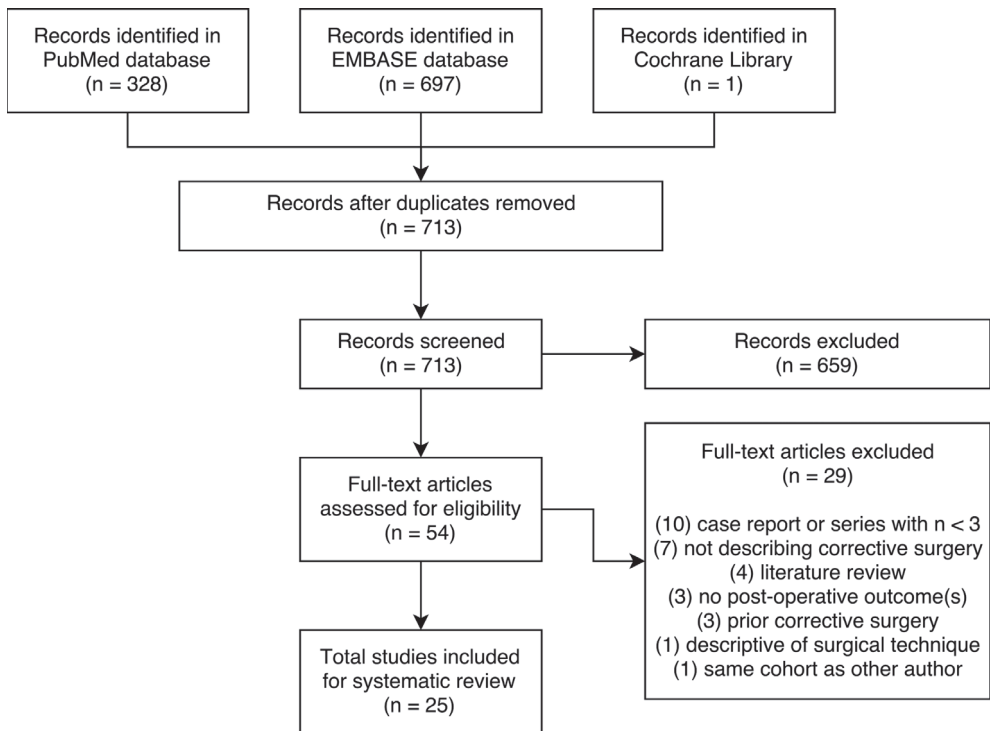 Records identified in
PubMed database
(n = 328)
Records identified in
EMBASE database
(n = 697)
Records identified in
Cochrane Library
(n = 1)
Records after duplicates removed
(n = 713)
Records screened
(n = 713)
Records excluded
(n = 659)
Full-text articles
assessed for eligibility
(n = 54)
Full-text articles excluded
(n = 29)
(10) case report or series with n < 3
(7) not describing corrective surgery
(4) literature review
(3) no post-operative outcome(s)
(3) prior corrective surgery
(1) descriptive of surgical technique
(1) same cohort as other author
Total studies included
for systematic review
(n = 25)